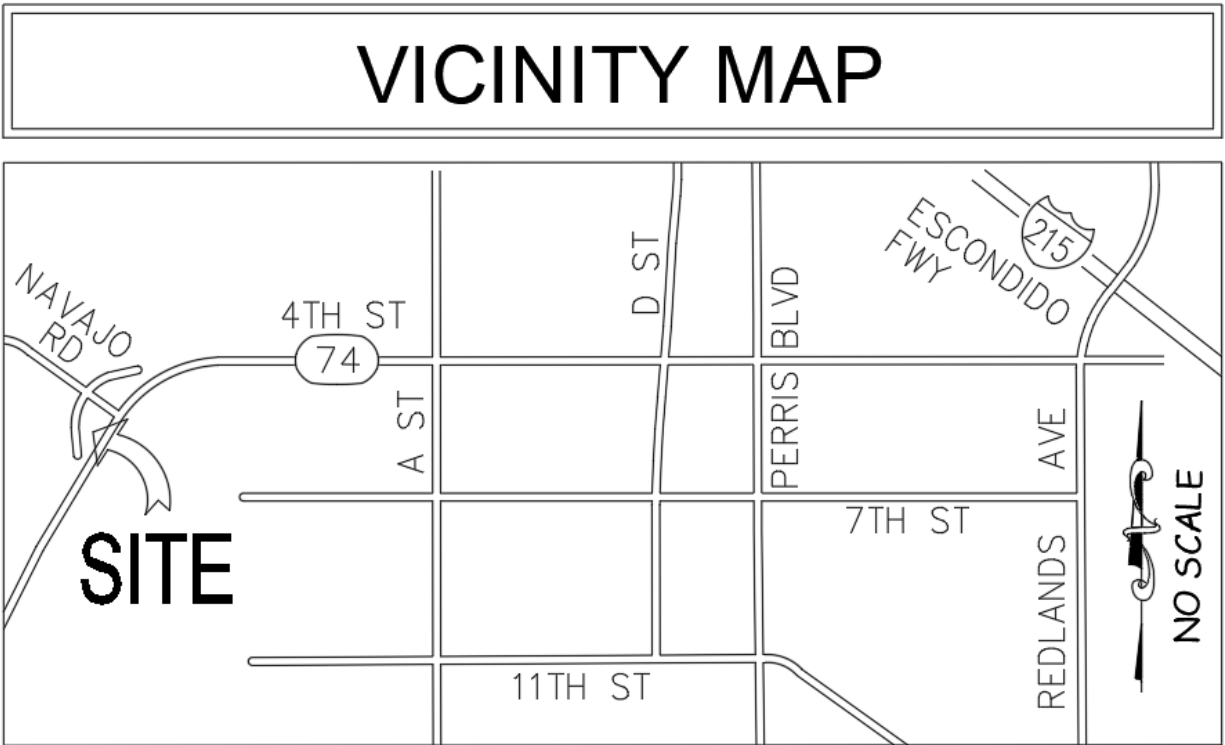 VICINITY MAP
NAVAJO
RD
4TH ST
74
A ST
D ST
PERRIS BLVD
ESCONDIDO
FWY
215
7TH ST
REDLANDS AVE
11TH ST
SITE
NO SCALE